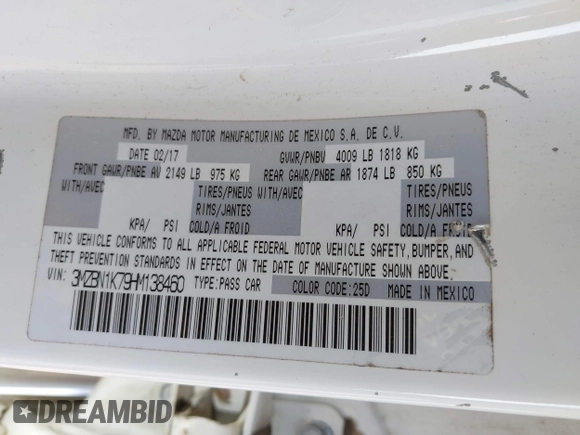 MFD. BY MAZDA MOTOR MANUFACTURING DE MEXICO S.A. DE C.V.
DATE 02/17 GVWR/PNBV 4009 LB 1818 KG
FRONT GAWR/PNBE AV 2149 LB 975 KG REAR GAWR/PNBE AR 1874 LB 850 KG
WITH/AVEC TIRES/PNEUS WITH/AVEC TIRES/PNEUS
RIMS/JANTES RIMS/JANTES
KPA/ PSI COLD/A FROID KPA/ PSI COLD/A FROID
THIS VEHICLE CONFORMS TO ALL APPLICABLE FEDERAL MOTOR VEHICLE SAFETY, BUMPER, AND
THEFT PREVENTION STANDARDS IN EFFECT ON THE DATE OF MANUFACTURE SHOWN ABOVE.
VIN: 3MZBN1K79HM138460 TYPE:PASS CAR COLOR CODE:25D MADE IN MEXICO
DREAMBID